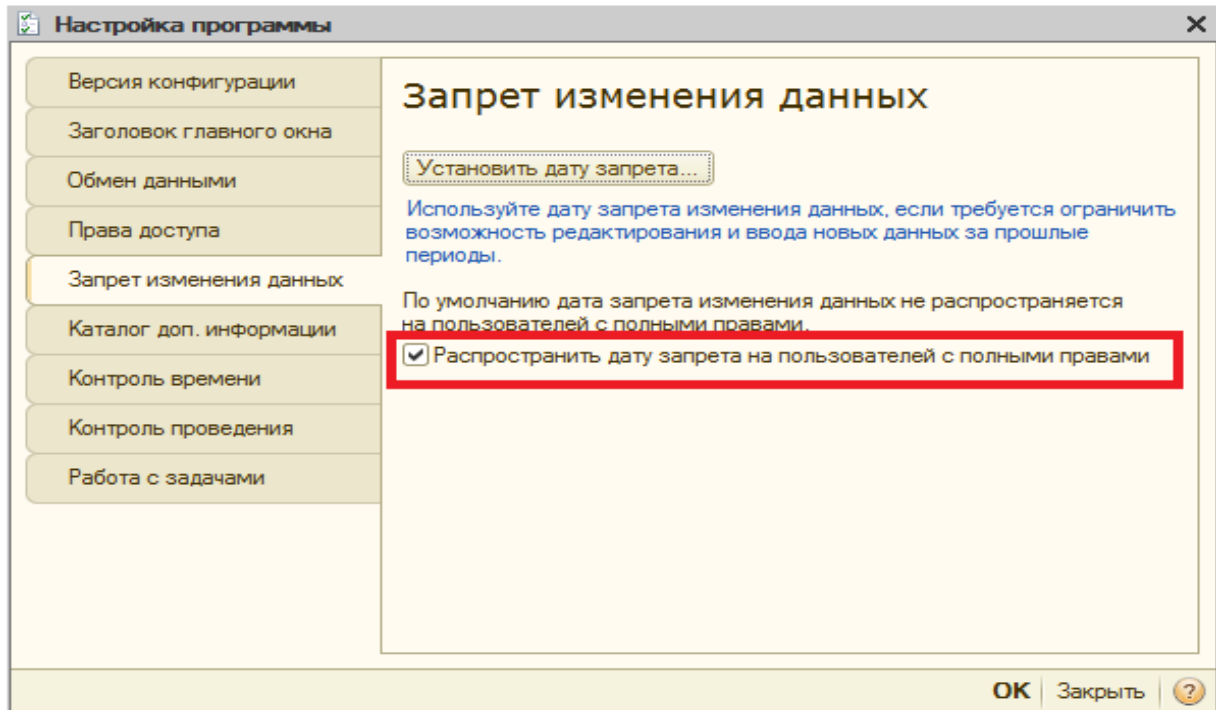 Настройка программы
Версия конфигурации
Заголовок главного окна
Обмен данными
Права доступа
Запрет изменения данных
Каталог доп. информации
Контроль времени
Контроль проведения
Работа с задачами
Запрет изменения данных
Установить дату запрета...
Используйте дату запрета изменения данных, если требуется ограничить
возможность редактирования и ввода новых данных за прошлые
периоды.
По умолчанию дата запрета изменения данных не распространяется
на пользователей с полными правами.
Распространить дату запрета на пользователей с полными правами
OK
Закрыть
?